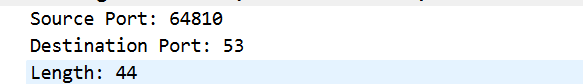 Source Port: 64810
Destination Port: 53
Length: 44